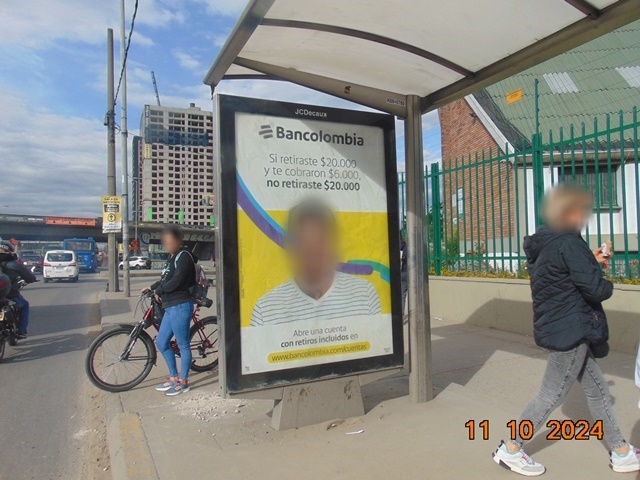 JCDecaux
Bancolombia
Si retiraste $20.000
y te cobraron $6.000,
no retiraste $20.000
Abre una cuenta
con retiros incluidos en
www.bancolombia.com/cuentas
11 10 2024